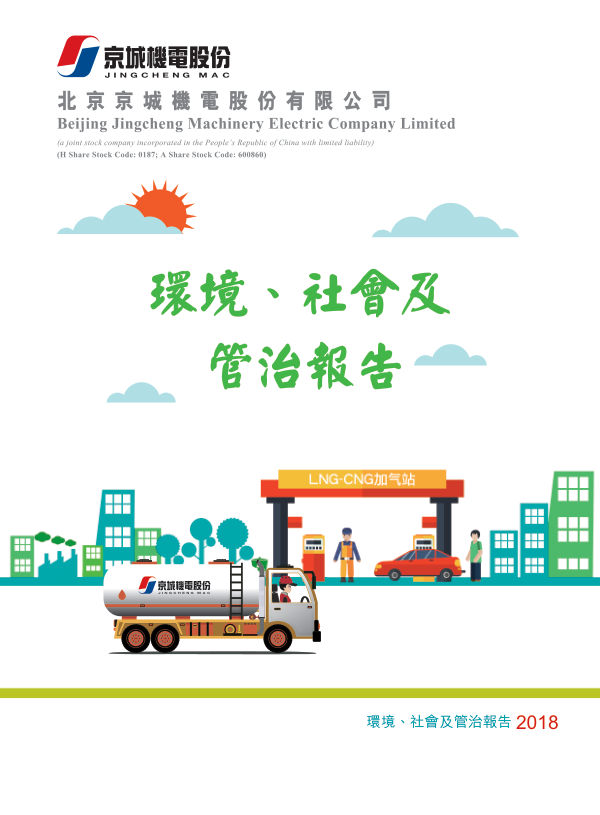 京城機電股份
JINGCHENG MAC
北京京城機電股份有限公司
Beijing Jingcheng Machinery Electric Company Limited
(a joint stock company incorporated in the People's Republic of China with limited liability)
(H Share Stock Code: 0187; A Share Stock Code: 600860)
環境、社會及
管治報告
LNG-CNG加气站
京城機電股份
JINGCHENG MAC
環境、社會及管治報告 2018